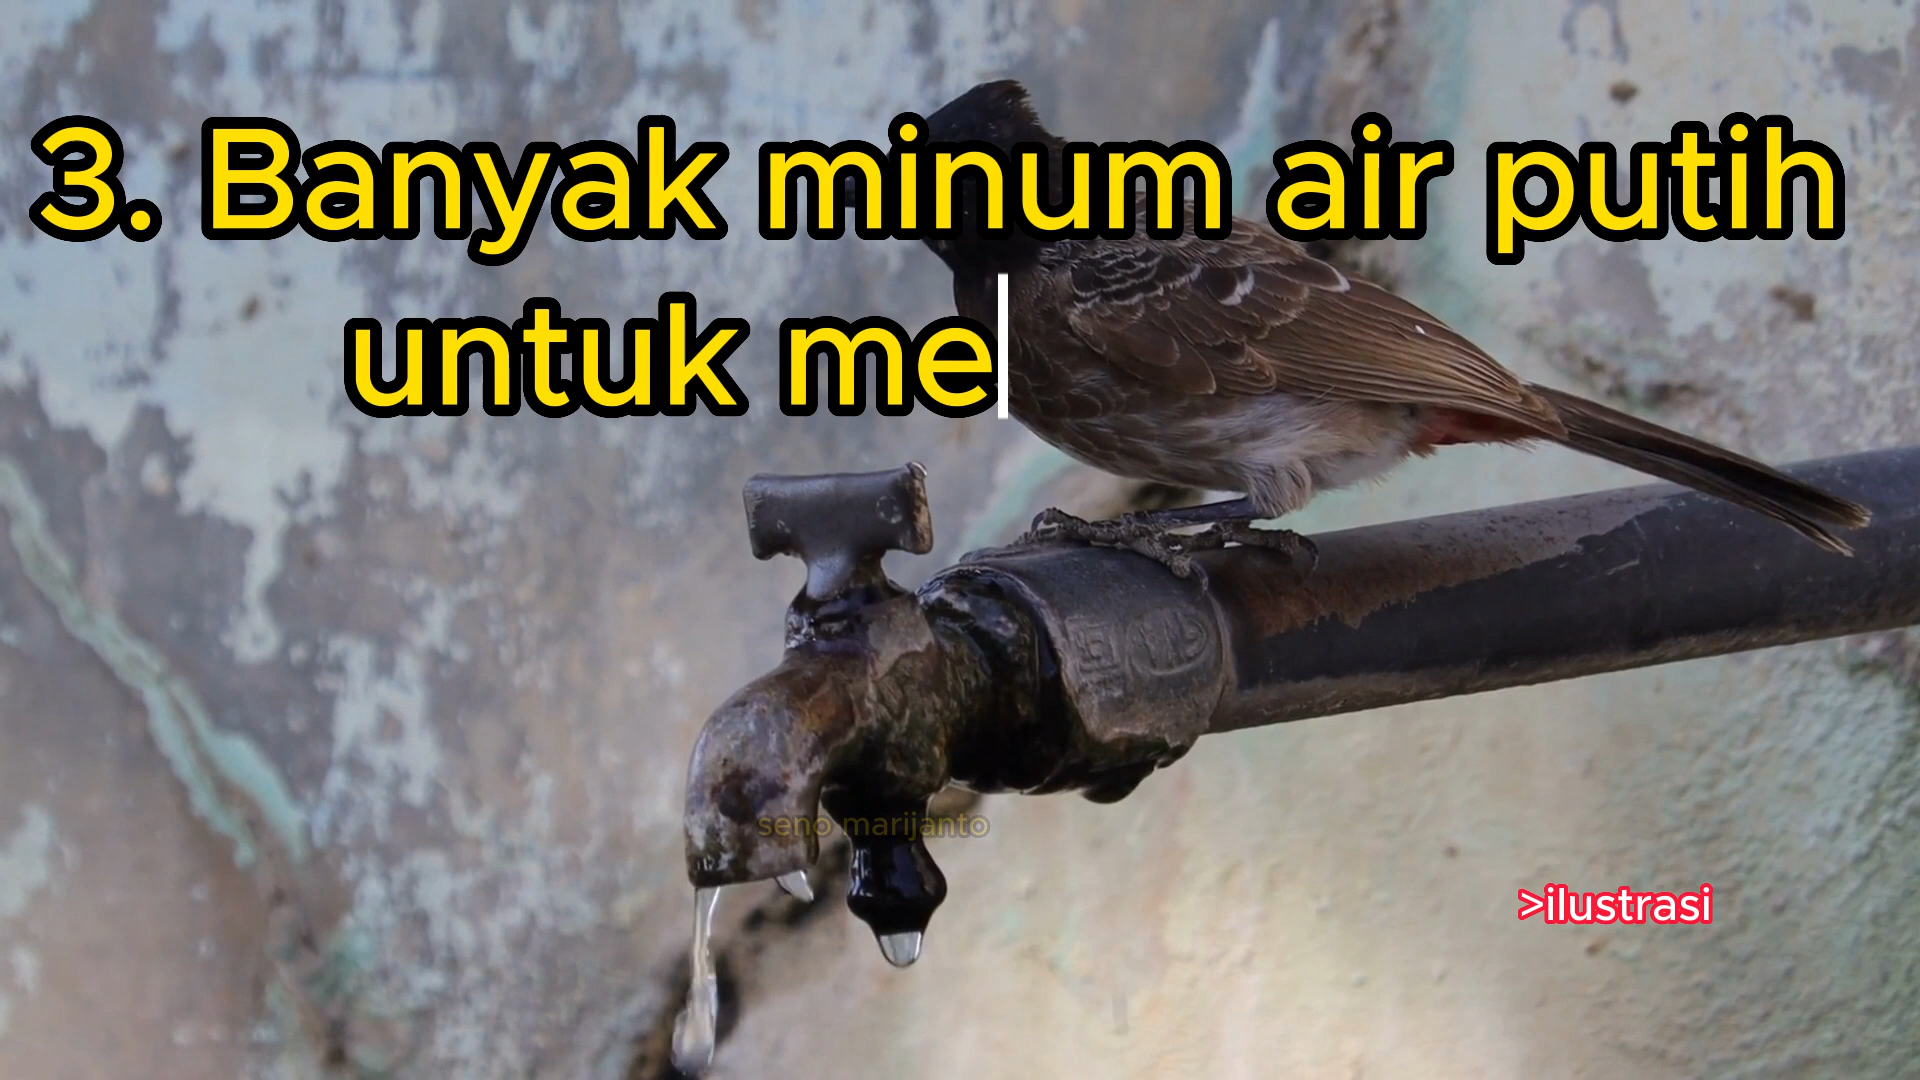 3. Banyak minum air putih
untuk me
seno marijanto
>ilustrasi